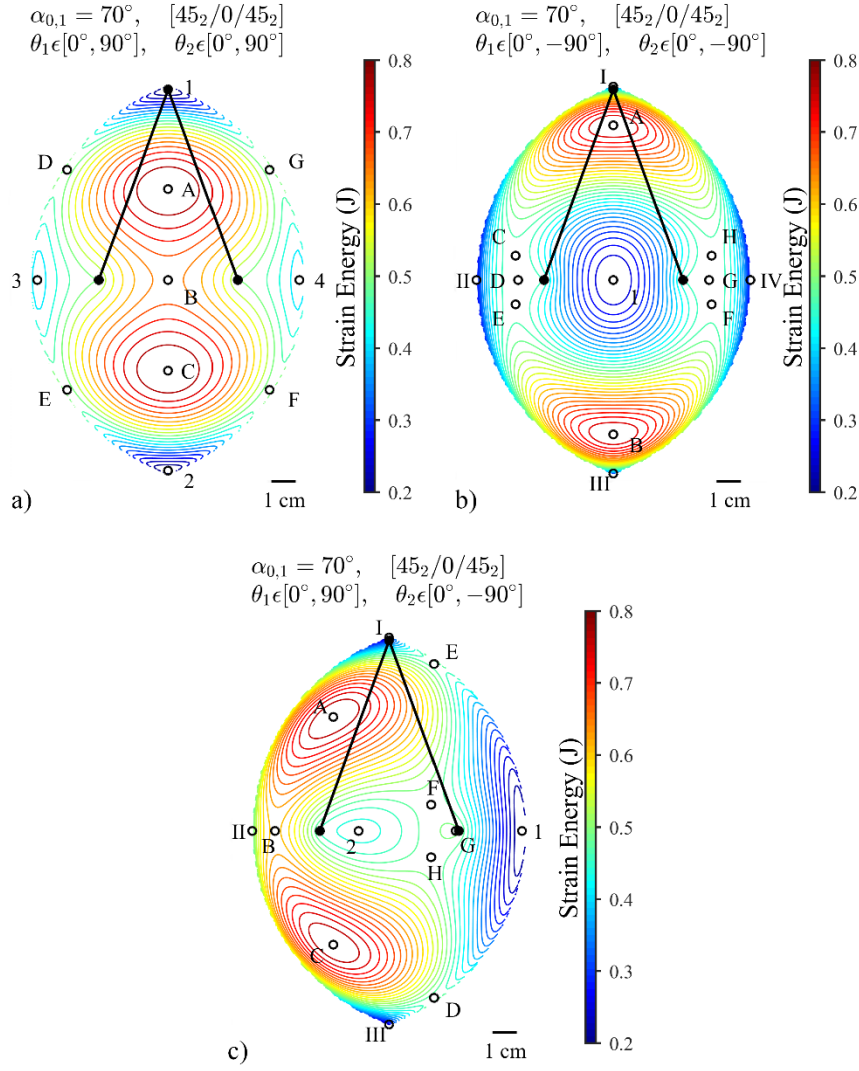 α₀,₁ = 70°, [45₂/0/45₂]
θ₁ϵ[0°, 90°], θ₂ϵ[0°, 90°]
1
D
G
A
3
4
B
C
E
F
2
1 cm
a)
0.8
0.7
0.6
0.5
0.4
0.3
0.2
Strain Energy (J)
α₀,₁ = 70°, [45₂/0/45₂]
θ₁ϵ[0°, −90°], θ₂ϵ[0°, −90°]
I
A
C
H
II
D
G
IV
1
E
F
B
III
1 cm
b)
0.8
0.7
0.6
0.5
0.4
0.3
0.2
Strain Energy (J)
α₀,₁ = 70°, [45₂/0/45₂]
θ₁ϵ[0°, 90°], θ₂ϵ[0°, −90°]
I
E
A
F
II
B
2
G
1
H
C
D
III
1 cm
c)
0.8
0.7
0.6
0.5
0.4
0.3
0.2
Strain Energy (J)